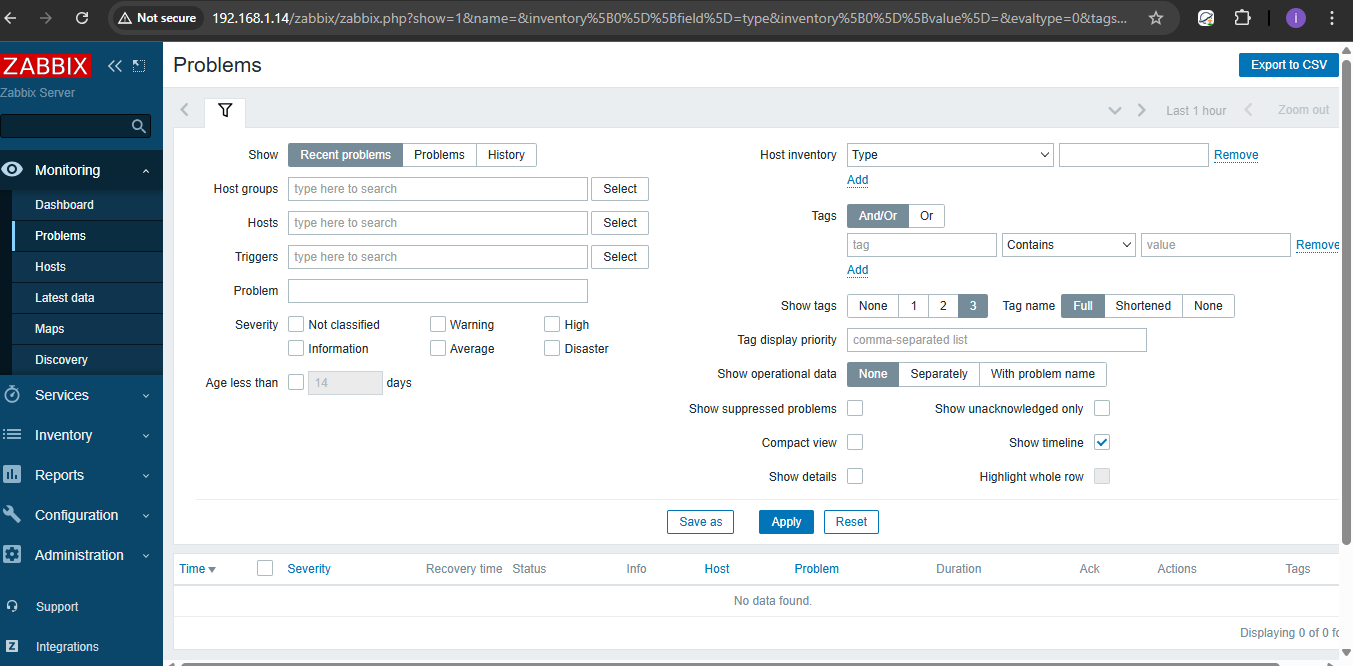 Not secure 192.168.1.14/zabbix/zabbix.php?show=1&name=&inventory%5B0%5D%5Bfield%5D=type&inventory%5B0%5D%5Bvalue%5D=&evaltype=0&tags...
i
ZABBIX
Zabbix Server
Monitoring
Dashboard
Problems
Hosts
Latest data
Maps
Discovery
Services
Inventory
Reports
Configuration
Administration
Support
Z Integrations
Problems
Export to CSV
Last 1 hour Zoom out
Show Recent problems Problems History
Host groups type here to search Select
Hosts type here to search Select
Triggers type here to search Select
Problem
Severity Not classified Warning High
Information Average Disaster
Age less than 14 days
Host inventory Type Remove
Add
Tags And/Or Or
tag Contains value Remove
Add
Show tags None 1 2 3 Tag name Full Shortened None
Tag display priority comma-separated list
Show operational data None Separately With problem name
Show suppressed problems Show unacknowledged only
Compact view Show timeline
Show details Highlight whole row
Save as Apply Reset
Time Severity Recovery time Status Info Host Problem Duration Ack Actions Tags
No data found.
Displaying 0 of 0 fo